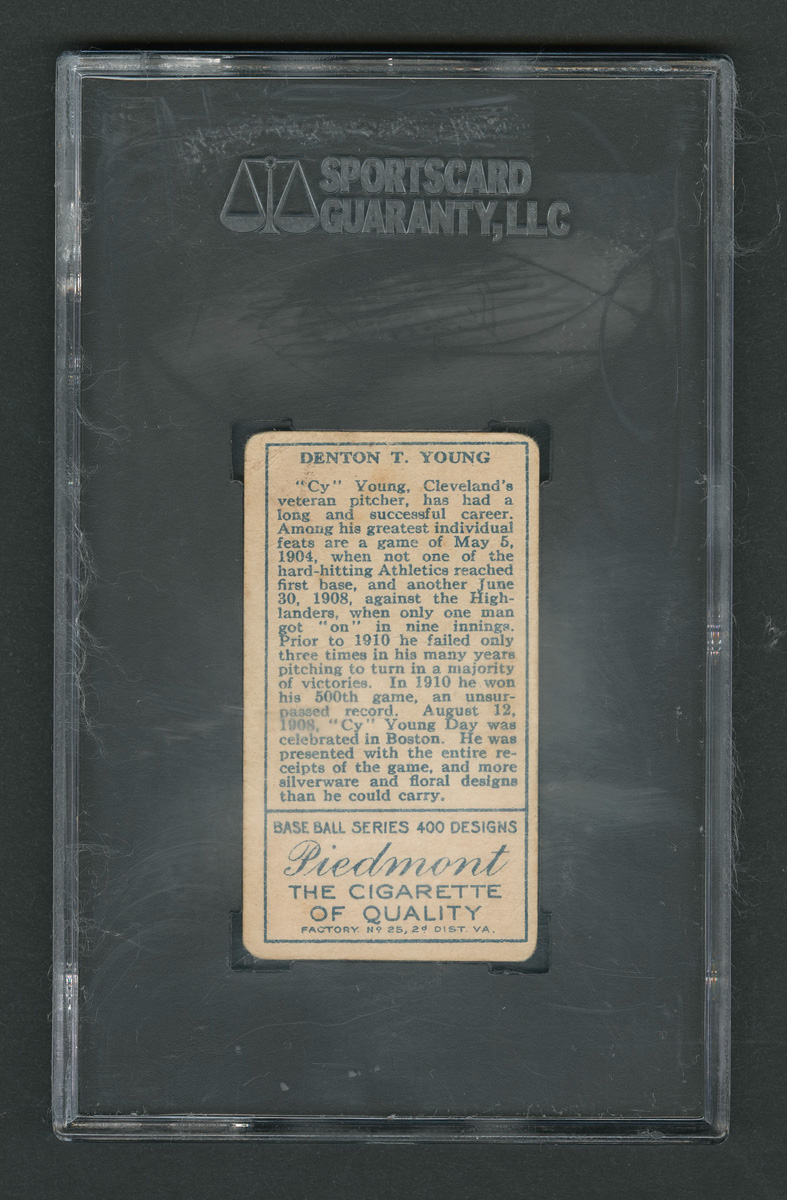 SPORTSCARD
GUARANTY, LLC
DENTON T. YOUNG
"Cy" Young, Cleveland's
veteran pitcher, has had a
long and successful career.
Among his greatest individual
feats are a game of May 5,
1904, when not one of the
hard-hitting Athletics reached
first base, and another June
30, 1908, against the High-
landers, when only one man
got "on" in nine innings.
Prior to 1910 he failed only
three times in his many years
pitching to turn in a majority
of victories. In 1910 he won
his 500th game, an unsur-
passed record. August 12,
1908, "Cy" Young Day was
celebrated in Boston. He was
presented with the entire re-
ceipts of the game, and more
silverware and floral designs
than he could carry.
BASE BALL SERIES 400 DESIGNS
Piedmont
THE CIGARETTE
OF QUALITY
FACTORY Nº 25, 2d DIST. VA.